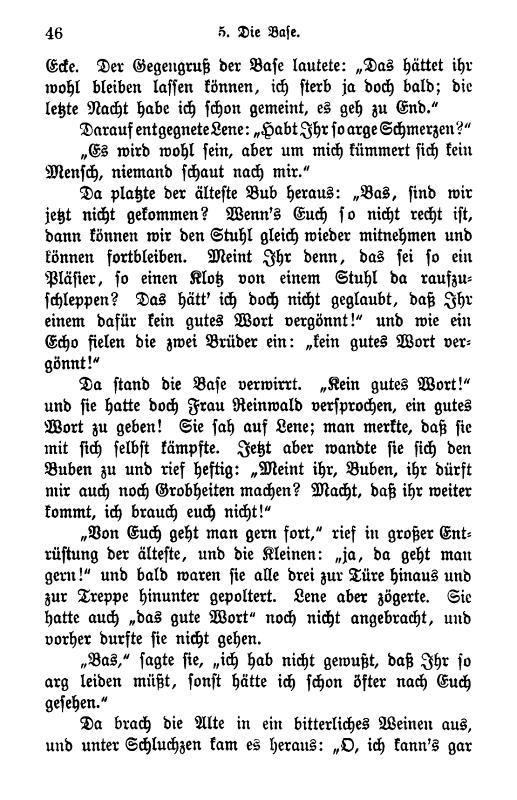 46 5. Die Base.
Ecke. Der Gegengruß der Base lautete: „Das hättet ihr
wohl bleiben lassen können, ich sterb ja doch bald; die
letzte Nacht habe ich schon gemeint, es geh zu End.“
Darauf entgegnete Lene: „Habt Ihr so arge Schmerzen?“
„Es wird wohl sein, aber um mich kümmert sich kein
Mensch, niemand schaut nach mir.“
Da platzte der älteste Bub heraus: „Bas, sind wir
jetzt nicht gekommen? Wenn's Euch so nicht recht ist,
dann können wir den Stuhl gleich wieder mitnehmen und
können fortbleiben. Meint Ihr denn, das sei so ein
Pläsier, so einen Klotz von einem Stuhl da raufzu-
schleppen? Das hätt' ich doch nicht geglaubt, daß Ihr
einem dafür kein gutes Wort vergönnt!“ und wie ein
Echo fielen die zwei Brüder ein: „kein gutes Wort ver-
gönnt!“
Da stand die Base verwirrt. „Kein gutes Wort!“
und sie hatte doch Frau Reinwald versprochen, ein gutes
Wort zu geben! Sie sah auf Lene; man merkte, daß sie
mit sich selbst kämpfte. Jetzt aber wandte sie sich den
Buben zu und rief heftig: „Meint ihr, Buben, ihr dürft
mir auch noch Grobheiten machen? Macht, daß ihr weiter
kommt, ich brauch euch nicht!“
„Von Euch geht man gern fort,“ rief in großer Ent-
rüstung der älteste, und die Kleinen: „ja, da geht man
gern!“ und bald waren sie alle drei zur Türe hinaus und
zur Treppe hinunter gepoltert. Lene aber zögerte. Sie
hatte auch „das gute Wort“ noch nicht angebracht, und
vorher durfte sie nicht gehen.
„Bas,“ sagte sie, „ich hab nicht gewußt, daß Ihr so
arg leiden müßt, sonst hätte ich schon öfter nach Euch
gesehen.“
Da brach die Alte in ein bitterliches Weinen aus,
und unter Schluchzen kam es heraus: „O, ich kann's gar